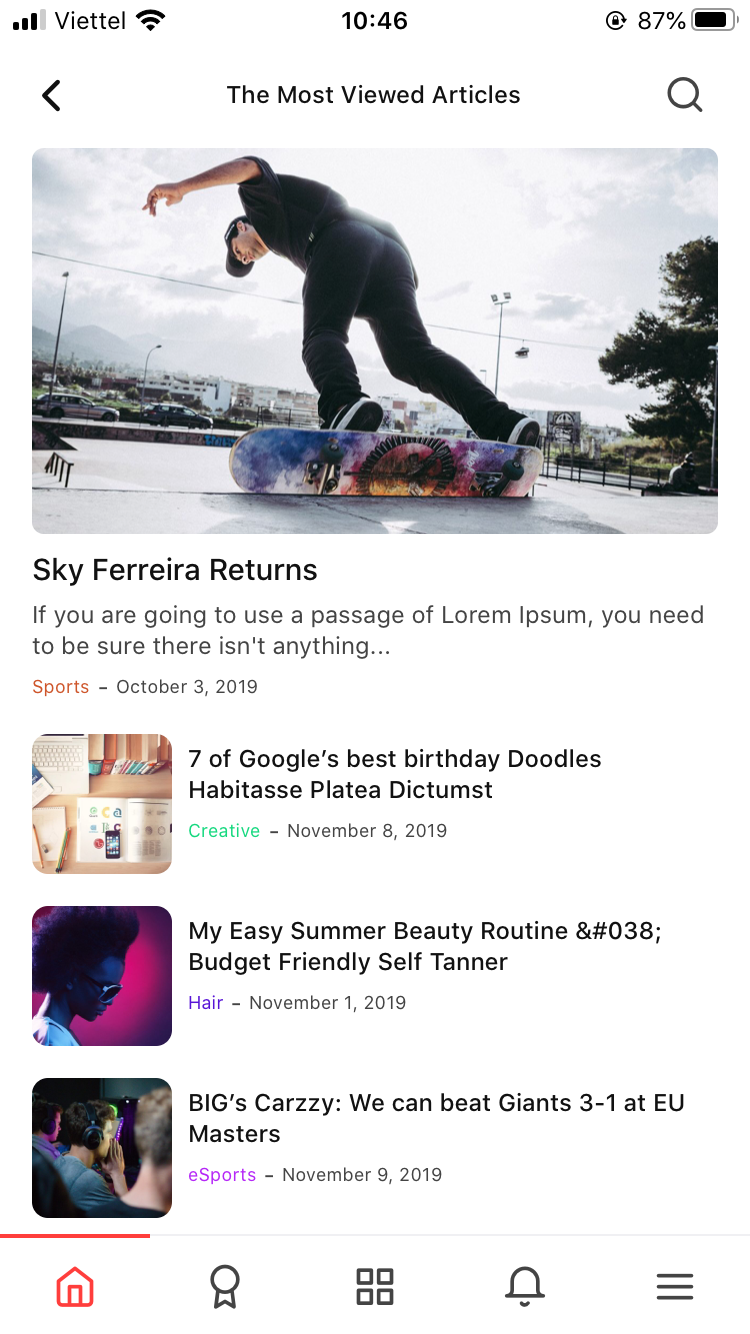 Viettel
10:46
87%
The Most Viewed Articles
Sky Ferreira Returns
If you are going to use a passage of Lorem Ipsum, you need
to be sure there isn't anything...
Sports – October 3, 2019
7 of Google’s best birthday Doodles
Habitasse Platea Dictumst
Creative – November 8, 2019
My Easy Summer Beauty Routine &#038;
Budget Friendly Self Tanner
Hair – November 1, 2019
BIG’s Carzzy: We can beat Giants 3-1 at EU
Masters
eSports – November 9, 2019